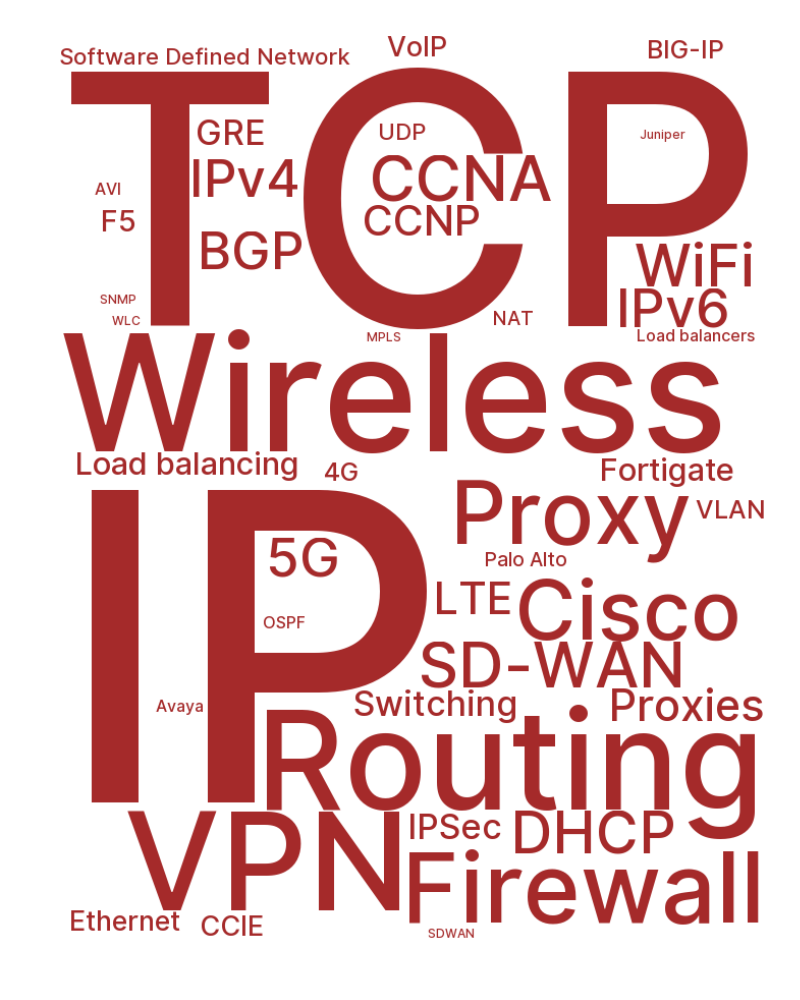 VoIP
BIG-IP
Software Defined Network
TCP
GRE
UDP
Juniper
IPv4
CCNA
AVI
F5
CCNP
BGP
WiFi
SNMP
IPv6
WLC
NAT
MPLS
Load balancers
Wireless
Load balancing
4G
Fortigate
IP
Proxy
VLAN
5G
Palo Alto
LTE
Cisco
OSPF
SD-WAN
Avaya
Switching
Proxies
Routing
VPN
IPSec
DHCP
Firewall
Ethernet
CCIE
SDWAN